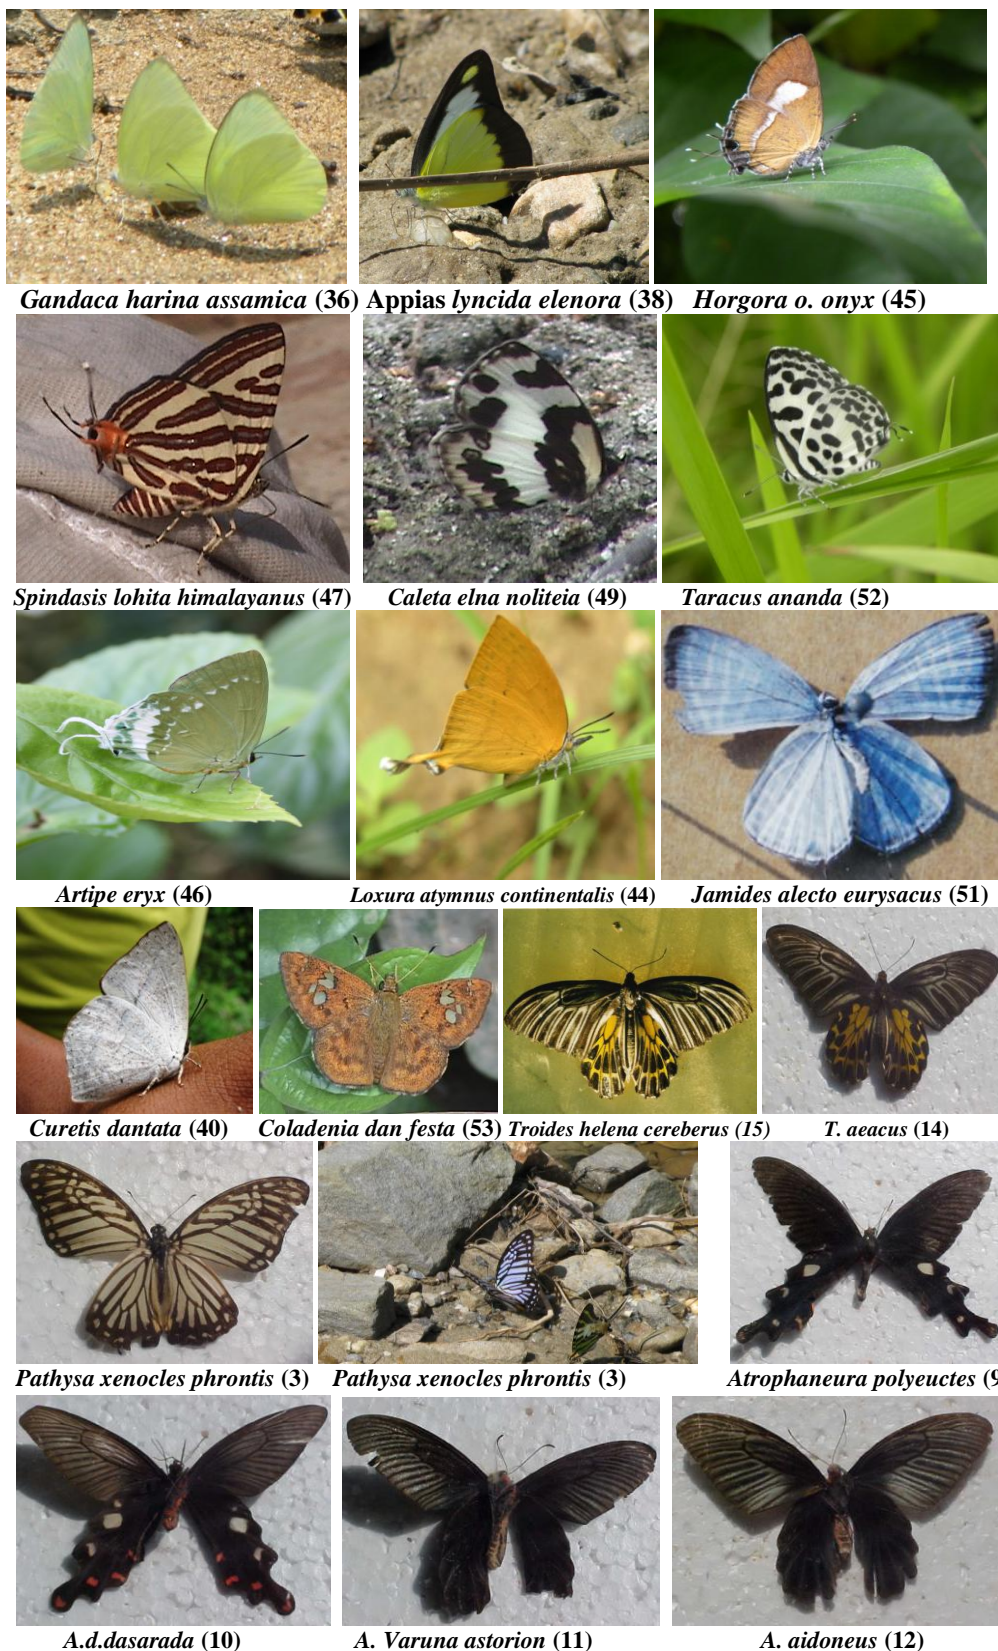 Gandaca harina assamica (36) Appias lyncida elenora (38) Horgora o. onyx (45)
Spindasis lohita himalayanus (47) Caleta elna noliteia (49) Taracus ananda (52)
Artipe eryx (46) Loxura atymnus continentalis (44) Jamides alecto eurysacus (51)
Curetis dantata (40) Coladenia dan festa (53) Troides helena cereberus (15) T. aeacus (14)
Pathysa xenocles phrontis (3) Pathysa xenocles phrontis (3) Atrophaneura polyeuctes (9
A.d.dasarada (10) A. Varuna astorion (11) A. aidoneus (12)